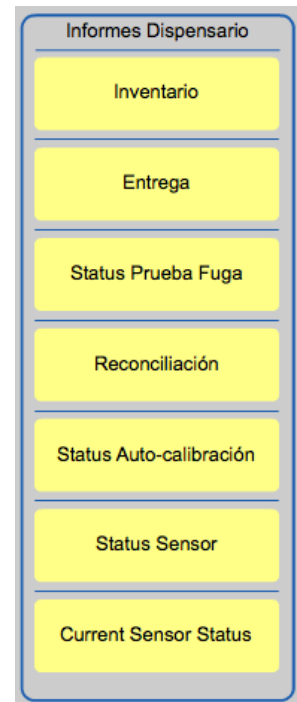 Informes Dispensario
Inventario
Entrega
Status Prueba Fuga
Reconciliación
Status Auto-calibración
Status Sensor
Current Sensor Status